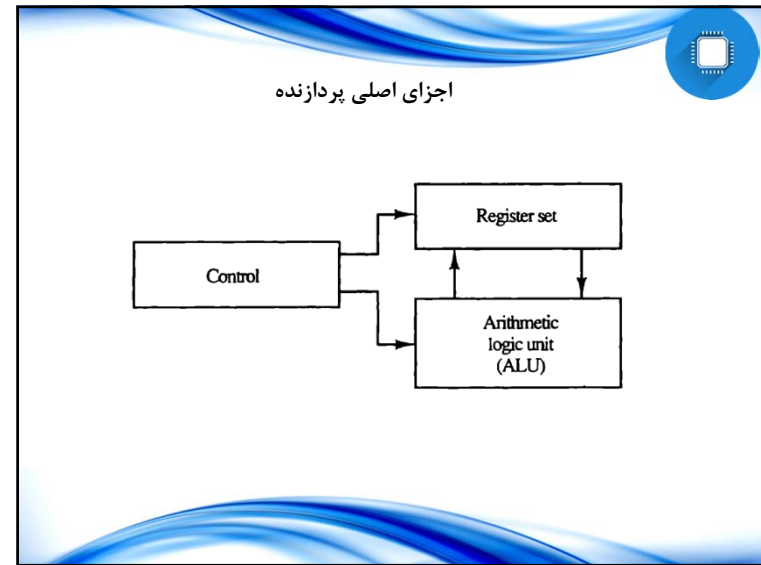 اجزای اصلی پردازنده
Register set
Control
Arithmetic
logic unit
(ALU)